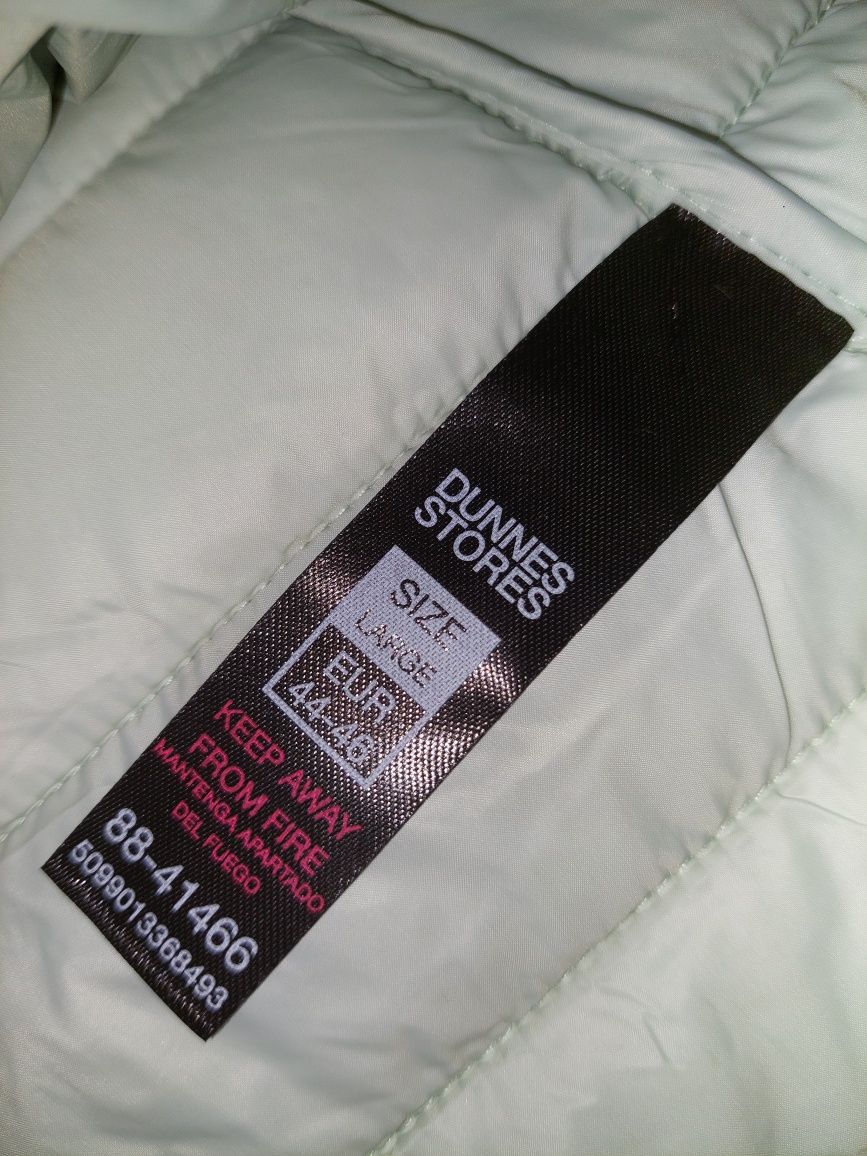 DUNNES
STORES
SIZE
LARGE
EUR
44-46
KEEP AWAY
FROM FIRE
MANTENGA APARTADO
DEL FUEGO
88-41466
5099013368493